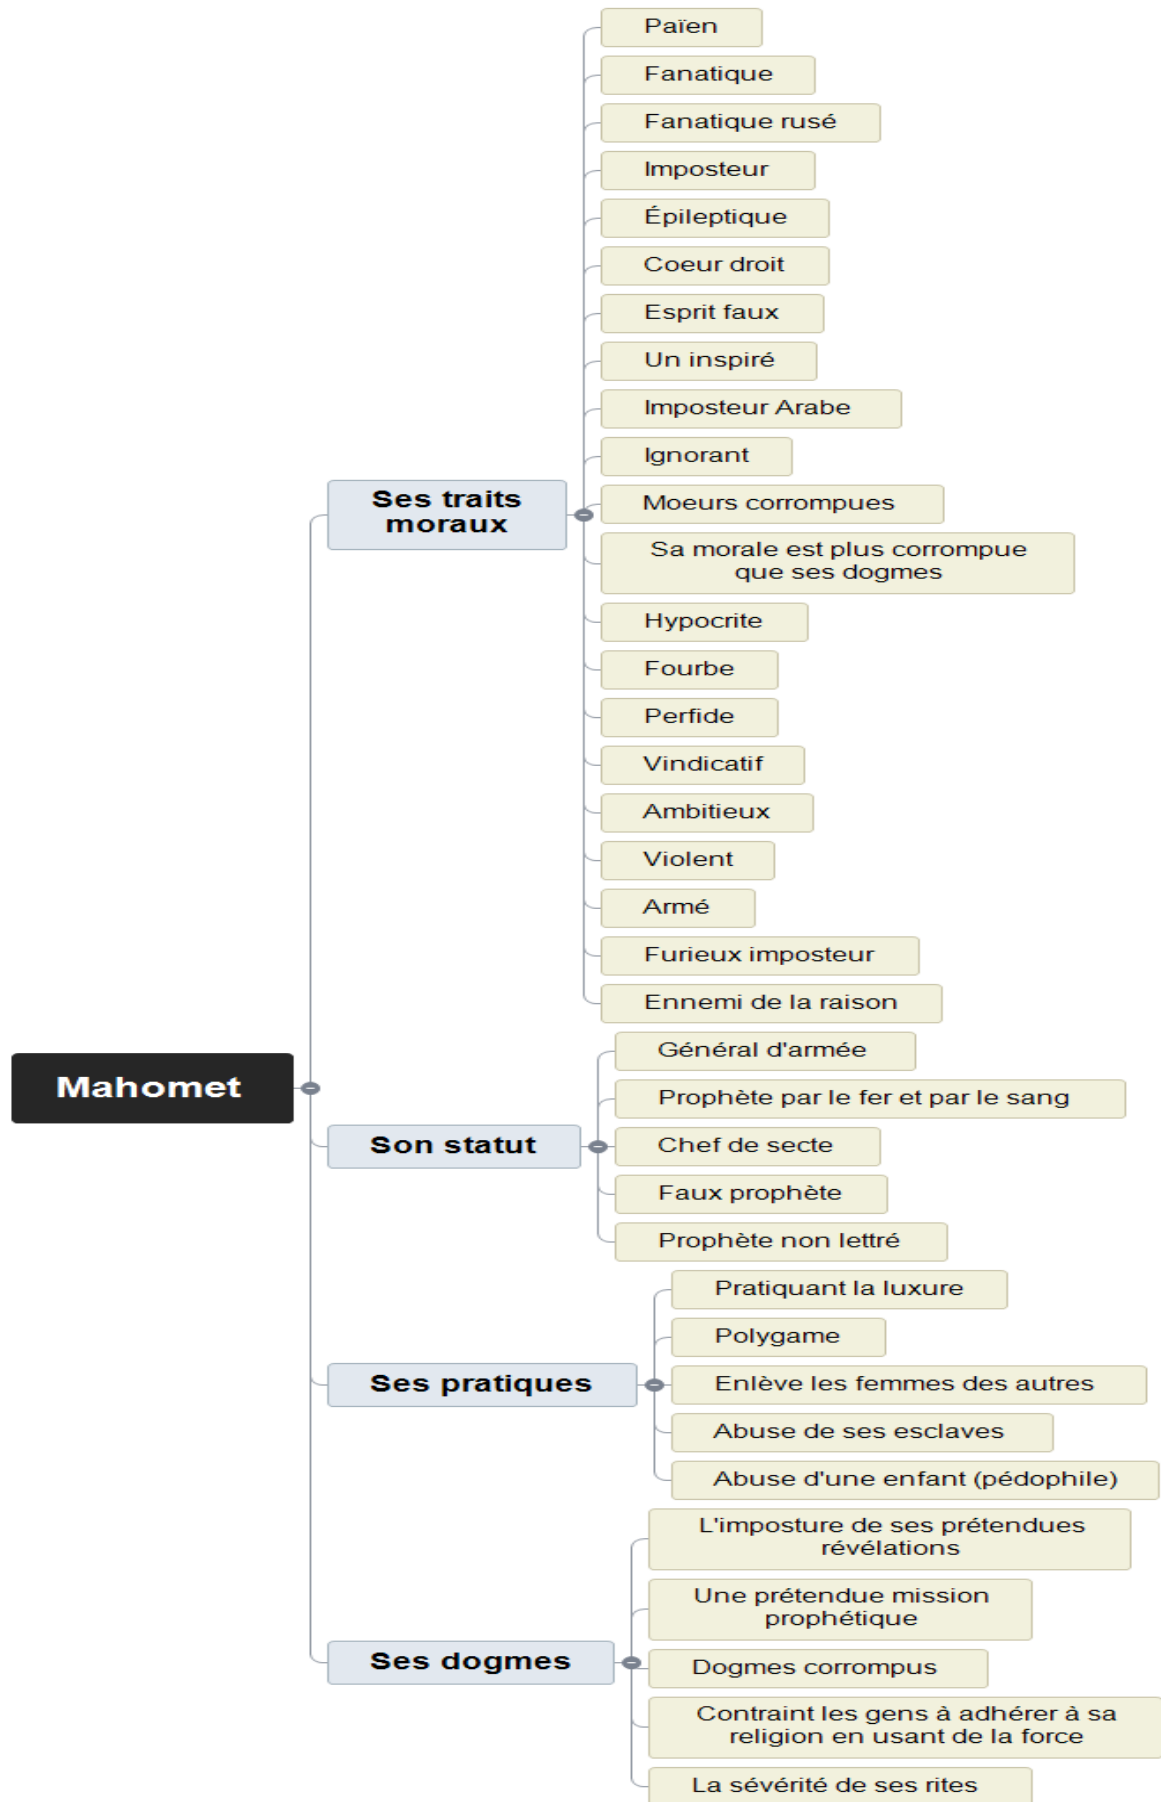 Païen
Fanatique
Fanatique rusé
Imposteur
Épileptique
Coeur droit
Esprit faux
Un inspiré
Imposteur Arabe
Ignorant
Ses traits
moraux
Moeurs corrompues
Sa morale est plus corrompue
que ses dogmes
Hypocrite
Fourbe
Perfide
Vindicatif
Ambitieux
Violent
Armé
Furieux imposteur
Ennemi de la raison
Mahomet
Général d'armée
Prophète par le fer et par le sang
Son statut
Chef de secte
Faux prophète
Prophète non lettré
Pratiquant la luxure
Polygame
Ses pratiques
Enlève les femmes des autres
Abuse de ses esclaves
Abuse d'une enfant (pédophile)
L'imposture de ses prétendues
révélations
Une prétendue mission
prophétique
Ses dogmes
Dogmes corrompus
Contraint les gens à adhérer à sa
religion en usant de la force
La sévérité de ses rites